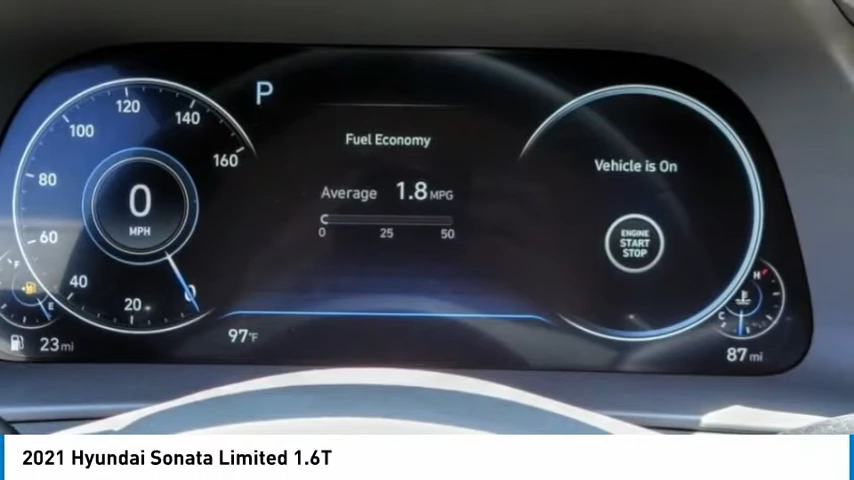 P
120
100
140
160
80
0
MPH
60
40
20
0
Fuel Economy
Average 1.8 MPG
0 25 50
Vehicle is On
ENGINE
START
STOP
F
E
H
C
23 mi
97°F
87 mi
2021 Hyundai Sonata Limited 1.6T